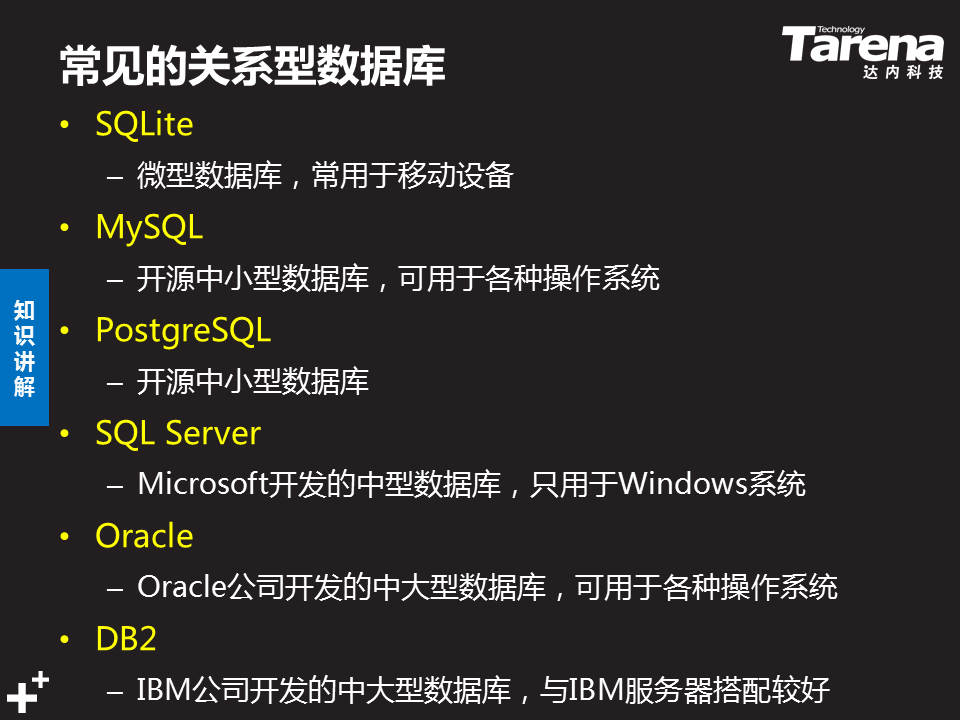 常见的关系型数据库
Technology
Tarena
达内科技
• SQLite
– 微型数据库，常用于移动设备
• MySQL
– 开源中小型数据库，可用于各种操作系统
• PostgreSQL
– 开源中小型数据库
• SQL Server
– Microsoft开发的中型数据库，只用于Windows系统
• Oracle
– Oracle公司开发的中大型数据库，可用于各种操作系统
• DB2
– IBM公司开发的中大型数据库，与IBM服务器搭配较好
知识讲解